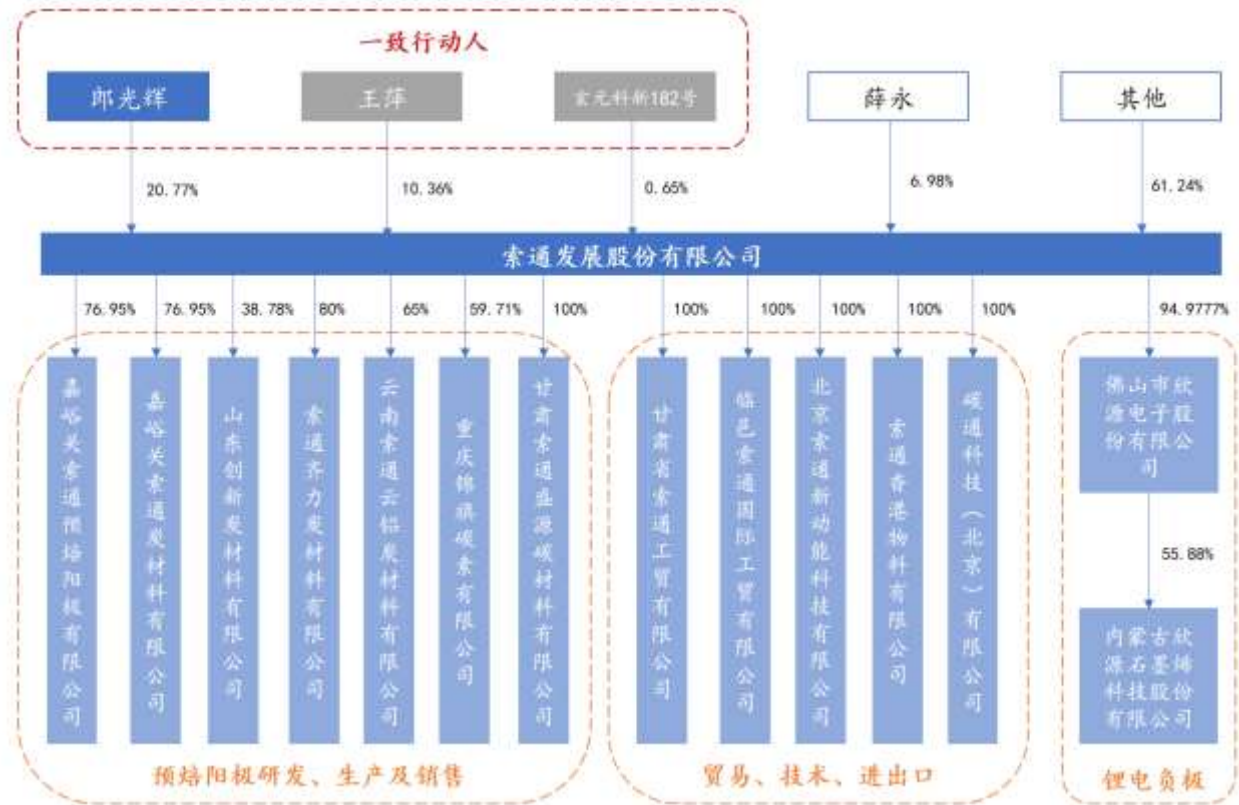 一致行动人
郎光辉
王萍
玄元科新182号
薛永
其他
20.77%
10.36%
0.65%
6.98%
61.24%
索通发展股份有限公司
76.95%
76.95%
38.78%
80%
65%
59.71%
100%
100%
100%
100%
100%
100%
94.9777%
嘉峪关索通预焙阳极有限公司
嘉峪关索通炭材料有限公司
山东创新炭材料有限公司
索通齐力炭材料有限公司
云南索通云铝炭材料有限公司
重庆锦旗碳素有限公司
甘肃索通盛源碳材料有限公司
甘肃省索通工贸有限公司
临邑索通国际工贸有限公司
北京索通新动能科技有限公司
索通香港物料有限公司
碳通科技（北京）有限公司
佛山市欣
源电子股
份有限公
司
55.88%
内蒙古欣
源石墨烯
科技股份
有限公司
预焙阳极研发、生产及销售
贸易、技术、进出口
锂电负极